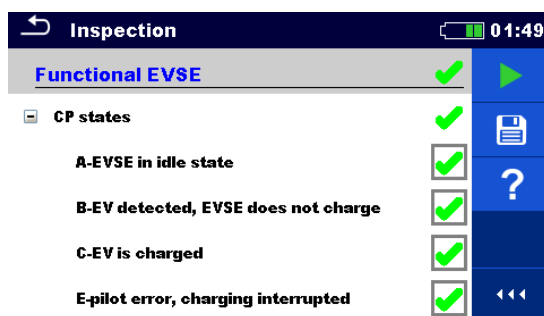 Inspection
01:49
Functional EVSE
CP states
A-EVSE in idle state
B-EV detected, EVSE does not charge
?
C-EV is charged
E-pilot error, charging interrupted